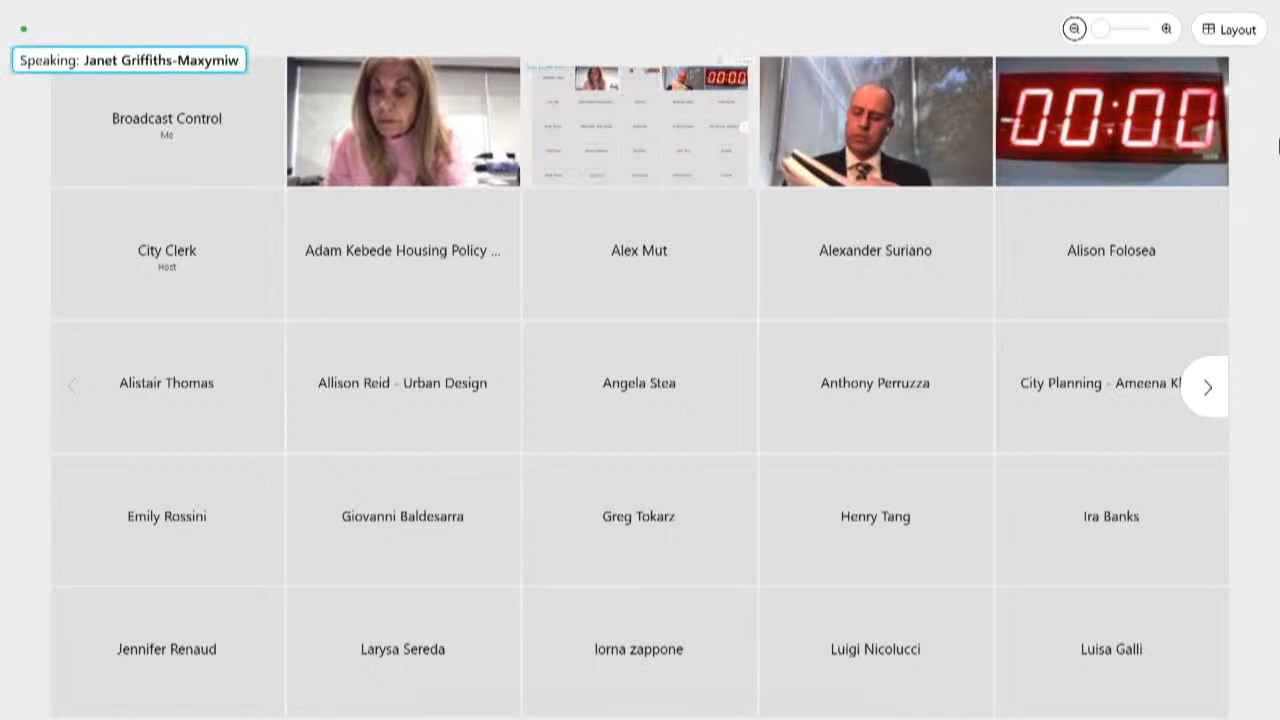 Layout
Speaking: Janet Griffiths-Maxymiw
Broadcast Control
Me
00:00
00:00
City Clerk
Host
Adam Kebede Housing Policy ...
Alex Mut
Alexander Suriano
Alison Folosea
Alistair Thomas
Allison Reid - Urban Design
Angela Stea
Anthony Perruzza
City Planning - Ameena
Emily Rossini
Giovanni Baldesarra
Greg Tokarz
Henry Tang
Ira Banks
Jennifer Renaud
Larysa Sereda
lorna zappone
Luigi Nicolucci
Luisa Galli